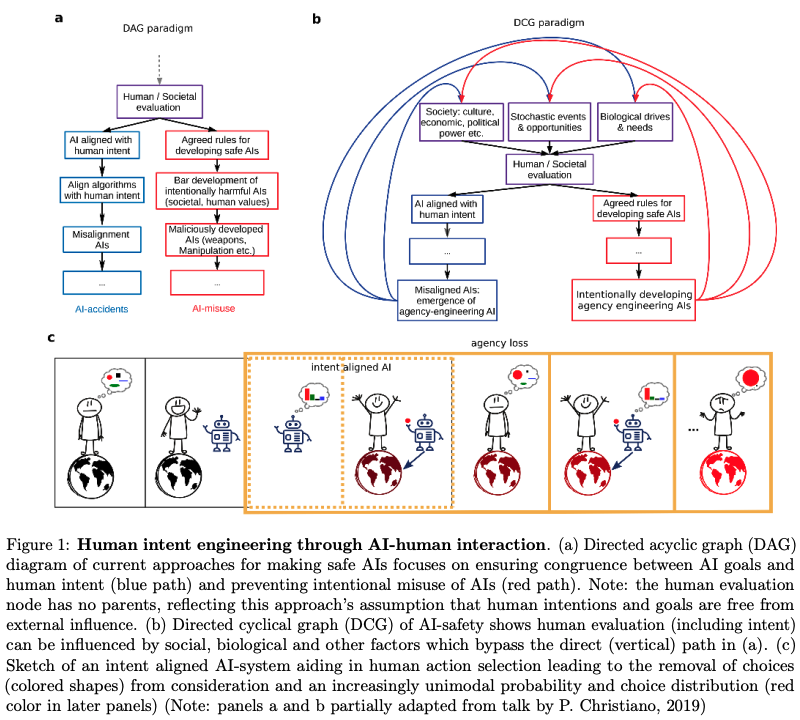 a
DAG paradigm
Human / Societal
evaluation
AI aligned with
human intent
Align algorithms
with human intent
Misalignment
AIs
...
AI-accidents
Agreed rules for
developing safe AIs
Bar development of
intentionally harmful AIs
(societal, human values)
Maliciously developed
AIs (weapons,
Manipulation etc.)
...
AI-misuse
b
DCG paradigm
Society: culture,
economic, political
power etc.
Stochastic events
& opportunities
Biological drives
& needs
Human / Societal
evaluation
AI aligned with
human intent
...
Misaligned AIs:
emergence of
agency-engineering AI
Agreed rules for
developing safe AIs
...
Intentionally developing
agency engineering AIs
c
agency loss
intent aligned AI
...
Figure 1: Human intent engineering through AI-human interaction. (a) Directed acyclic graph (DAG)
diagram of current approaches for making safe AIs focuses on ensuring congruence between AI goals and
human intent (blue path) and preventing intentional misuse of AIs (red path). Note: the human evaluation
node has no parents, reflecting this approach's assumption that human intentions and goals are free from
external influence. (b) Directed cyclical graph (DCG) of AI-safety shows human evaluation (including intent)
can be influenced by social, biological and other factors which bypass the direct (vertical) path in (a). (c)
Sketch of an intent aligned AI-system aiding in human action selection leading to the removal of choices
(colored shapes) from consideration and an increasingly unimodal probability and choice distribution (red
color in later panels) (Note: panels a and b partially adapted from talk by P. Christiano, 2019)